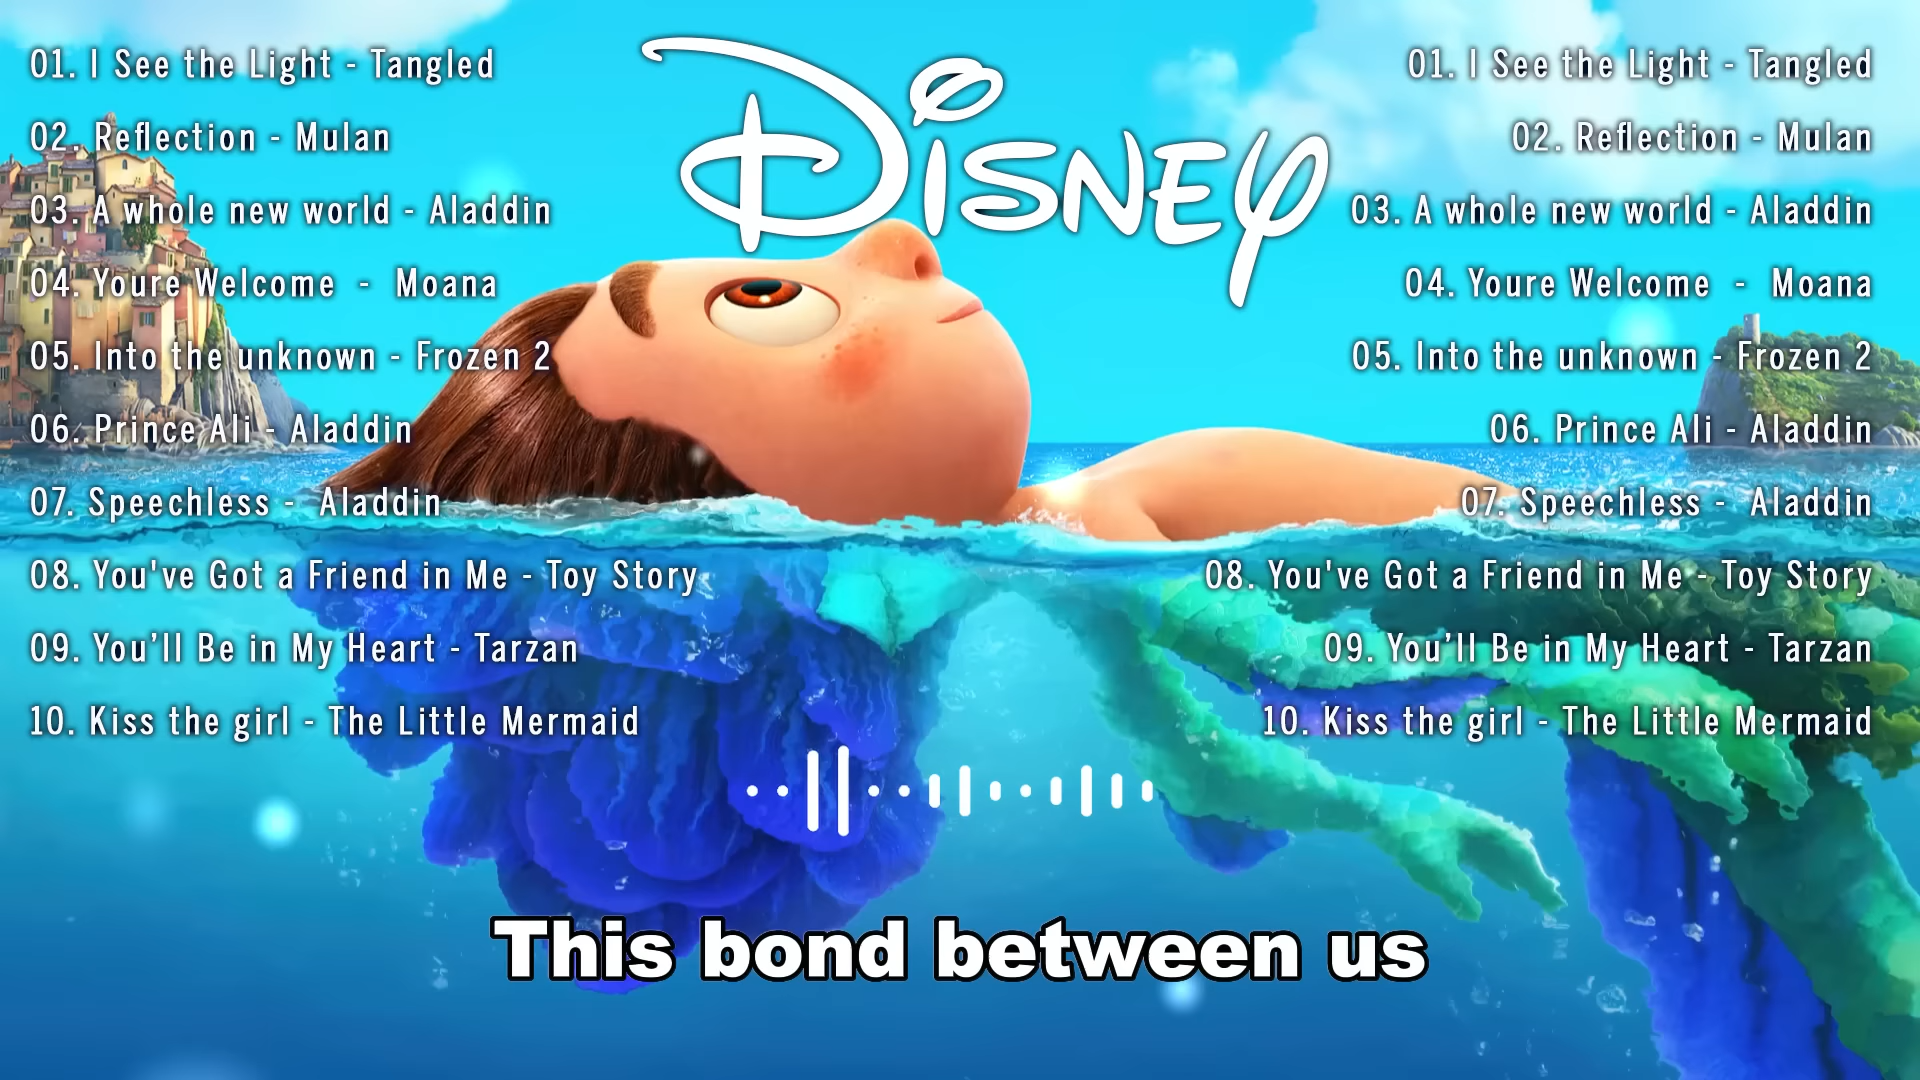 DISNEY
01. I See the Light - Tangled
02. Reflection - Mulan
03. A whole new world - Aladdin
04. Youre Welcome  -  Moana
05. Into the unknown - Frozen 2
06. Prince Ali - Aladdin
07. Speechless -  Aladdin
08. You've Got a Friend in Me - Toy Story
09. You’ll Be in My Heart - Tarzan
10. Kiss the girl - The Little Mermaid
01. I See the Light - Tangled
02. Reflection - Mulan
03. A whole new world - Aladdin
04. Youre Welcome  -  Moana
05. Into the unknown - Frozen 2
06. Prince Ali - Aladdin
07. Speechless -  Aladdin
08. You've Got a Friend in Me - Toy Story
09. You’ll Be in My Heart - Tarzan
10. Kiss the girl - The Little Mermaid
This bond between us